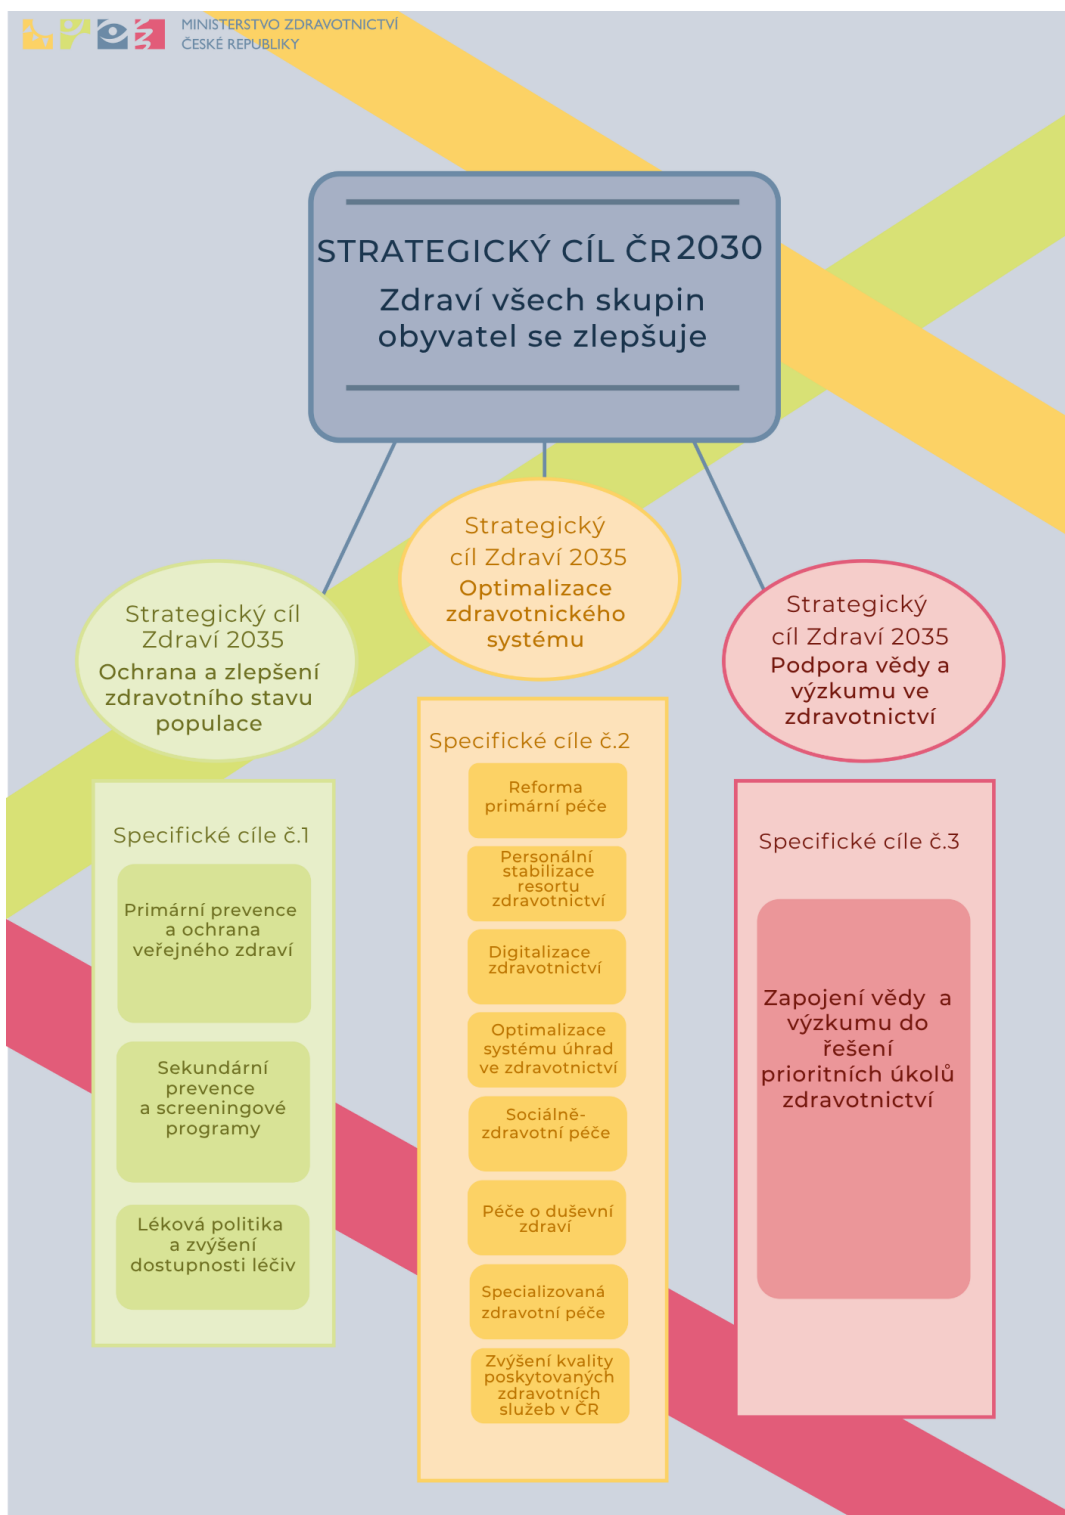 MINISTERSTVO ZDRAVOTNICTVÍ
ČESKÉ REPUBLIKY
STRATEGICKÝ CÍL ČR 2030
Zdraví všech skupin
obyvatel se zlepšuje
Strategický cíl
Zdraví 2035
Ochrana a zlepšení
zdravotního stavu
populace
Specifické cíle č.1
Primární prevence
a ochrana
veřejného zdraví
Sekundární
prevence
a screeningové
programy
Léková politika
a zvýšení
dostupnosti léčiv
Strategický
cíl Zdraví 2035
Optimalizace
zdravotnického
systému
Specifické cíle č.2
Reforma
primární péče
Personální
stabilizace
resortu
zdravotnictví
Digitalizace
zdravotnictví
Optimalizace
systému úhrad
ve zdravotnictví
Sociálně-
zdravotní péče
Péče o duševní
zdraví
Specializovaná
zdravotní péče
Zvýšení kvality
poskytovaných
zdravotních
služeb v ČR
Strategický
cíl Zdraví 2035
Podpora vědy a
výzkumu ve
zdravotnictví
Specifické cíle č.3
Zapojení vědy a
výzkumu do
řešení
prioritních úkolů
zdravotnictví